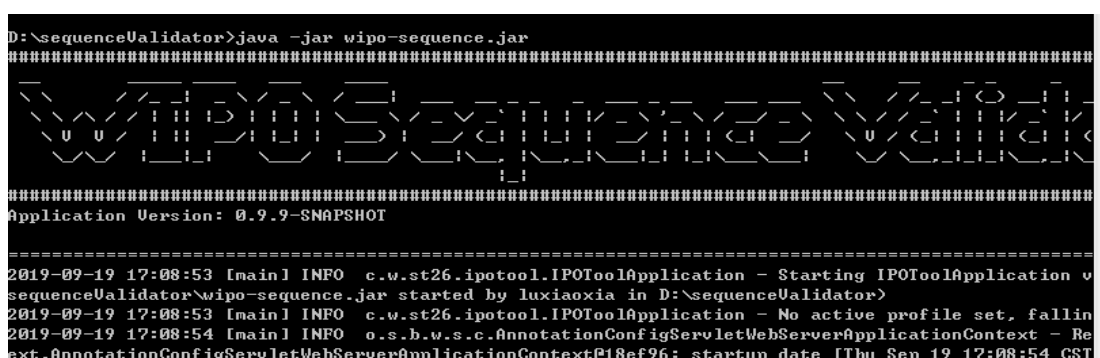 D:\sequenceValidator>java -jar wipo-sequence.jar
####################################################################################################
WIPO Sequence Valid
####################################################################################################
Application Version: 0.9.9-SNAPSHOT
====================================================================================================
2019-09-19 17:08:53 [main] INFO  c.w.st26.ipotool.IPOToolApplication - Starting IPOToolApplication v
sequenceValidator\wipo-sequence.jar started by luxiaoxia in D:\sequenceValidator)
2019-09-19 17:08:53 [main] INFO  c.w.st26.ipotool.IPOToolApplication - No active profile set, fallin
2019-09-19 17:08:54 [main] INFO  o.s.b.w.s.c.AnnotationConfigServletWebServerApplicationContext - Re
ext.AnnotationConfigServletWebServerApplicationContext@18ef96: startup date [Thu Sep 19 17:08:54 CST